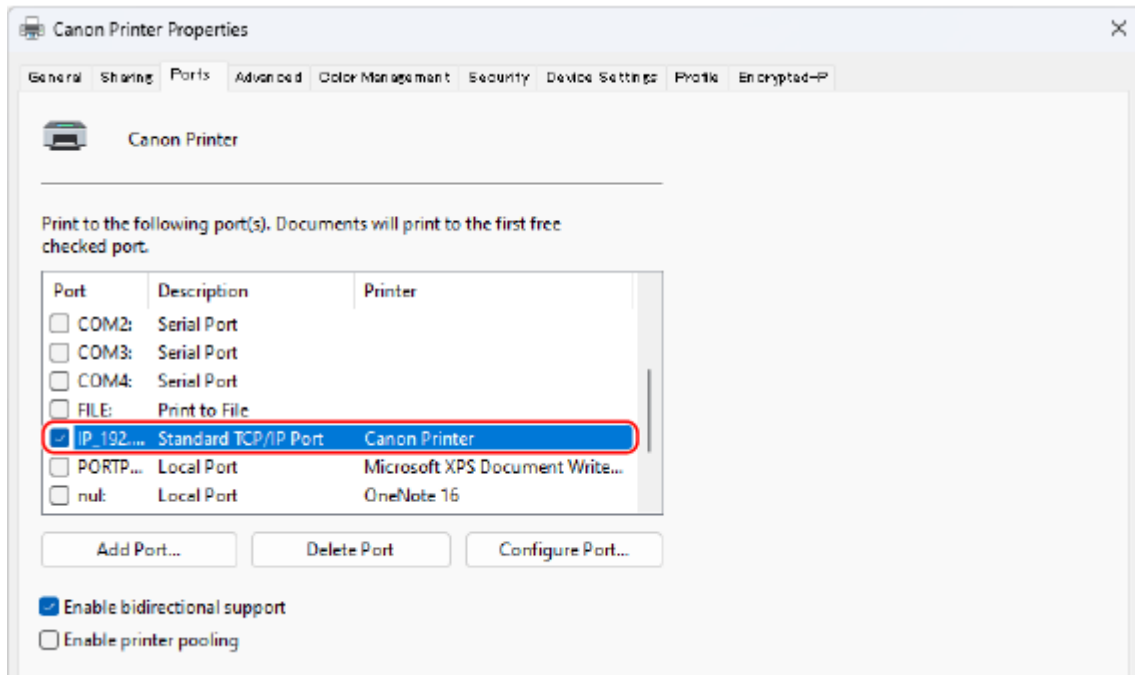 Canon Printer Properties
General Sharing Ports Advanced Color Management Security Device Settings Profile Encrypted-P
Canon Printer
Print to the following port(s). Documents will print to the first free
checked port.
Port Description Printer
COM2: Serial Port
COM3: Serial Port
COM4: Serial Port
FILE: Print to File
IP_192.... Standard TCP/IP Port Canon Printer
PORTP... Local Port Microsoft XPS Document Write...
nul: Local Port OneNote 16
Add Port... Delete Port Configure Port...
Enable bidirectional support
Enable printer pooling